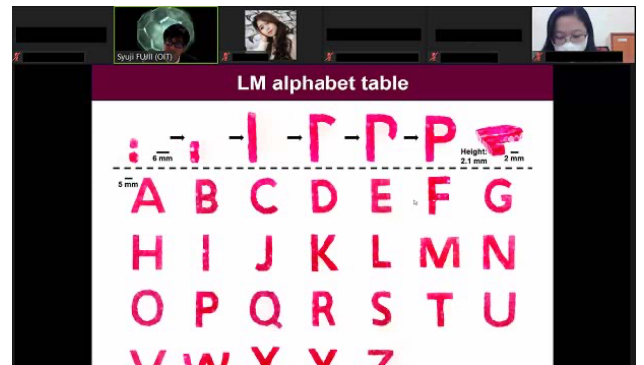 Syuji FUJII (OIT)
LM alphabet table
P
6 mm
Height:
2.1 mm
2 mm
5 mm
A B C D E F G
H I J K L M N
O P Q R S T U
V W X Y Z